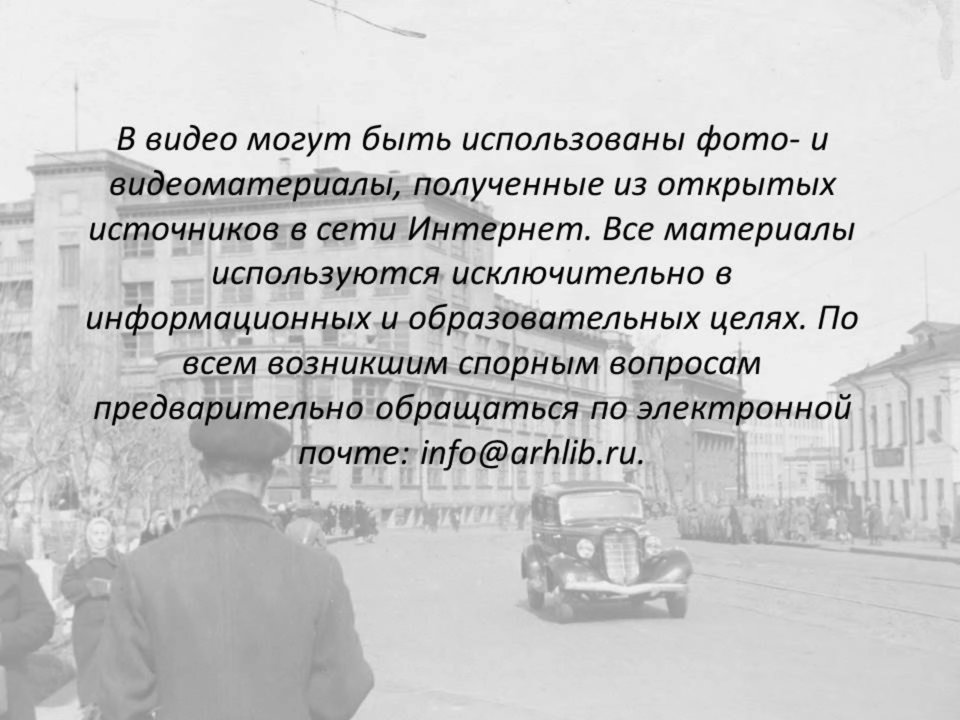 В видео могут быть использованы фото- и
видеоматериалы, полученные из открытых
источников в сети Интернет. Все материалы
используются исключительно в
информационных и образовательных целях. По
всем возникшим спорным вопросам
предварительно обращаться по электронной
почте: info@arhlib.ru.